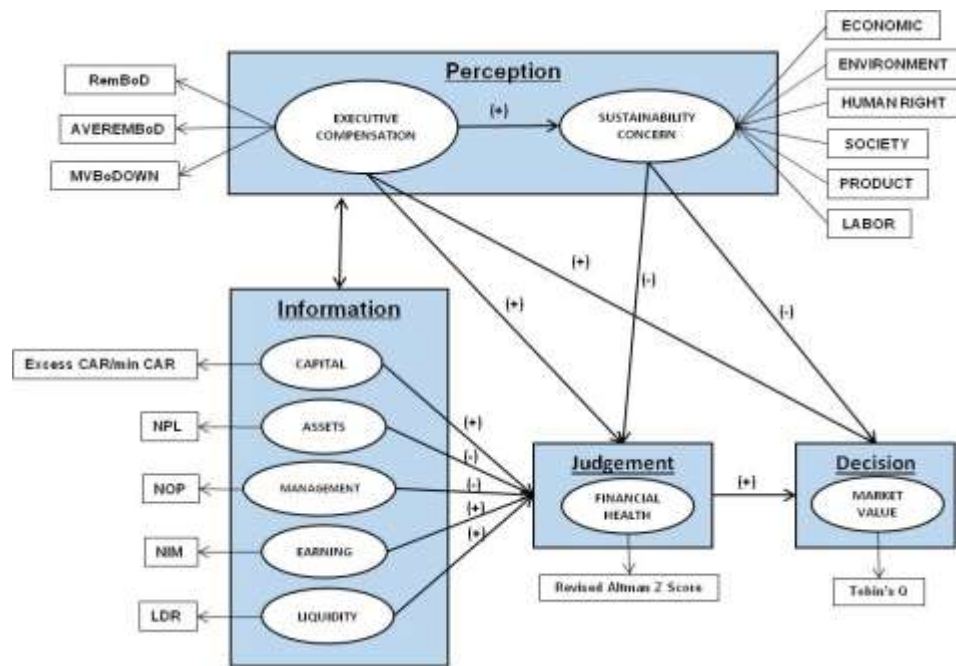 Perception
RemBoD
AVEREMBoD
MVBoDOWN
EXECUTIVE
COMPENSATION
(+)
SUSTAINABILITY
CONCERN
ECONOMIC
ENVIRONMENT
HUMAN RIGHT
SOCIETY
PRODUCT
LABOR
(+)
(+)
(-)
(-)
Information
Excess CAR/min CAR
CAPITAL
(+)
NPL
ASSETS
(-)
NOP
MANAGEMENT
(-)
NIM
EARNING
(+)
LDR
LIQUIDITY
(+)
Judgement
FINANCIAL
HEALTH
(+)
Decision
MARKET
VALUE
Revised Altman Z Score
Tobin's Q